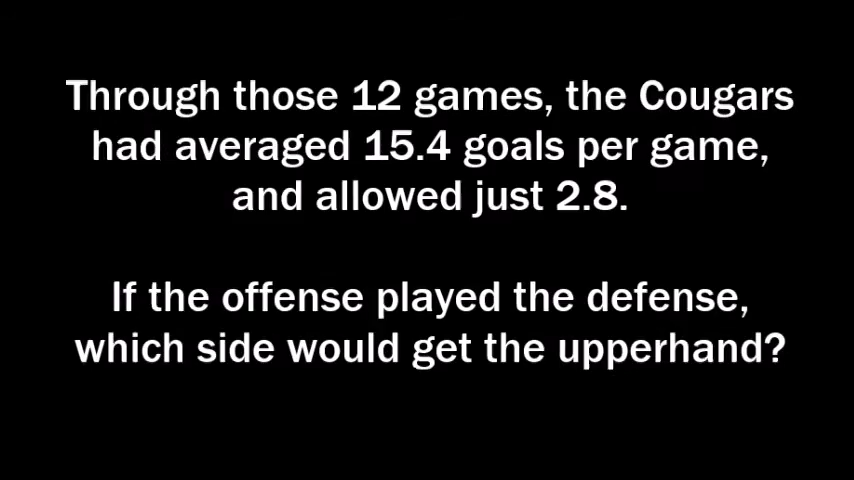 Through those 12 games, the Cougars
had averaged 15.4 goals per game,
and allowed just 2.8.
If the offense played the defense,
which side would get the upperhand?